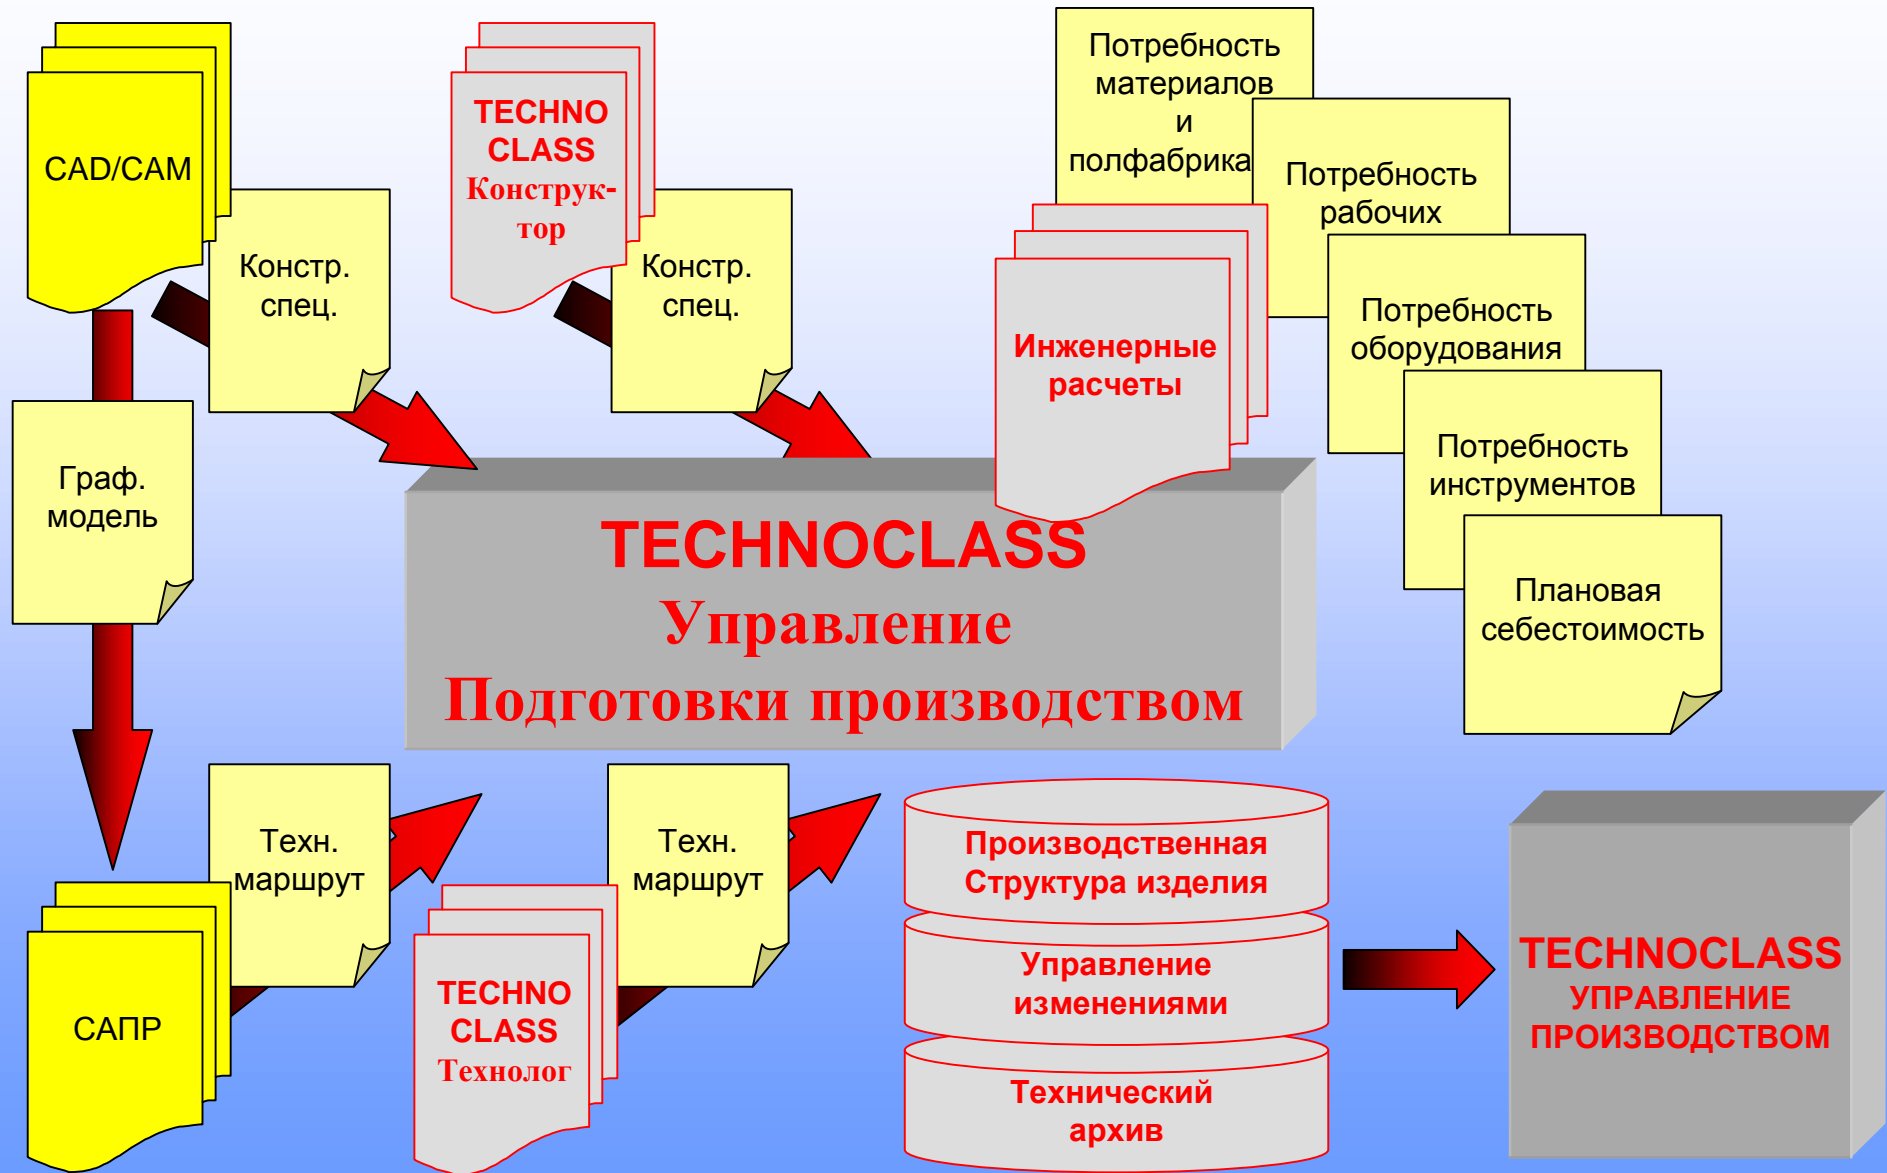 CAD/CAM
Констр.
спец.
TECHNO
CLASS
Конструк-
тор
Констр.
спец.
Потребность
материалов
и
полфабрика
Потребность
рабочих
Потребность
оборудования
Потребность
инструментов
Плановая
себестоимость
Инженерные
расчеты
Граф.
модель
TECHNOCLASS
Управление
Подготовки производством
Техн.
маршрут
САПР
Техн.
маршрут
TECHNO
CLASS
Технолог
Производственная
Структура изделия
Управление
изменениями
Технический
архив
TECHNOCLASS
УПРАВЛЕНИЕ
ПРОИЗВОДСТВОМ